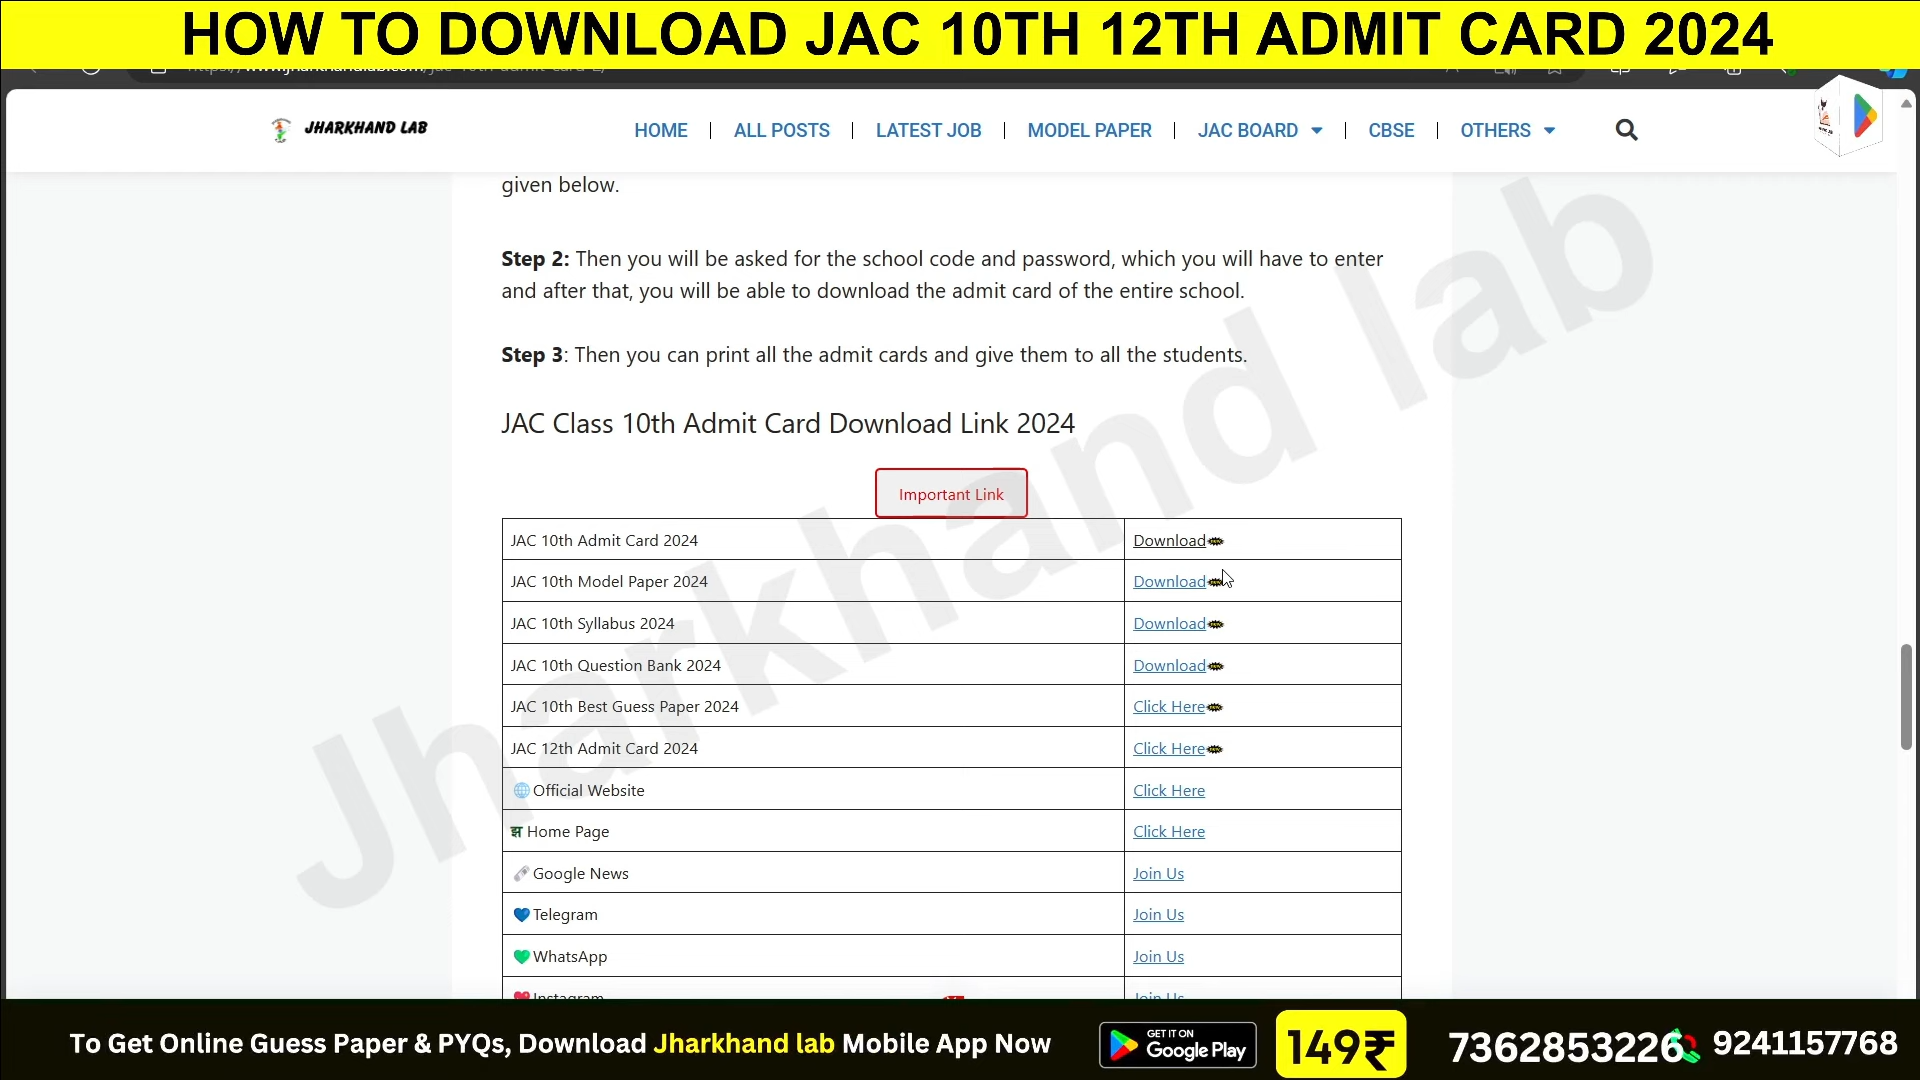 HOW TO DOWNLOAD JAC 10TH 12TH ADMIT CARD 2024
JHARKHAND LAB
HOME
ALL POSTS
LATEST JOB
MODEL PAPER
JAC BOARD
CBSE
OTHERS
given below.
Step 2: Then you will be asked for the school code and password, which you will have to enter
and after that, you will be able to download the admit card of the entire school.
Step 3: Then you can print all the admit cards and give them to all the students.
JAC Class 10th Admit Card Download Link 2024
Important Link
JAC 10th Admit Card 2024 Download
JAC 10th Model Paper 2024 Download
JAC 10th Syllabus 2024 Download
JAC 10th Question Bank 2024 Download
JAC 10th Best Guess Paper 2024 Click Here
JAC 12th Admit Card 2024 Click Here
Official Website Click Here
झा Home Page Click Here
Google News Join Us
Telegram Join Us
WhatsApp Join Us
Instagram Join Us
Jharkhand lab
To Get Online Guess Paper & PYQs, Download Jharkhand lab Mobile App Now
GET IT ON
Google Play
149₹
7362853226
9241157768